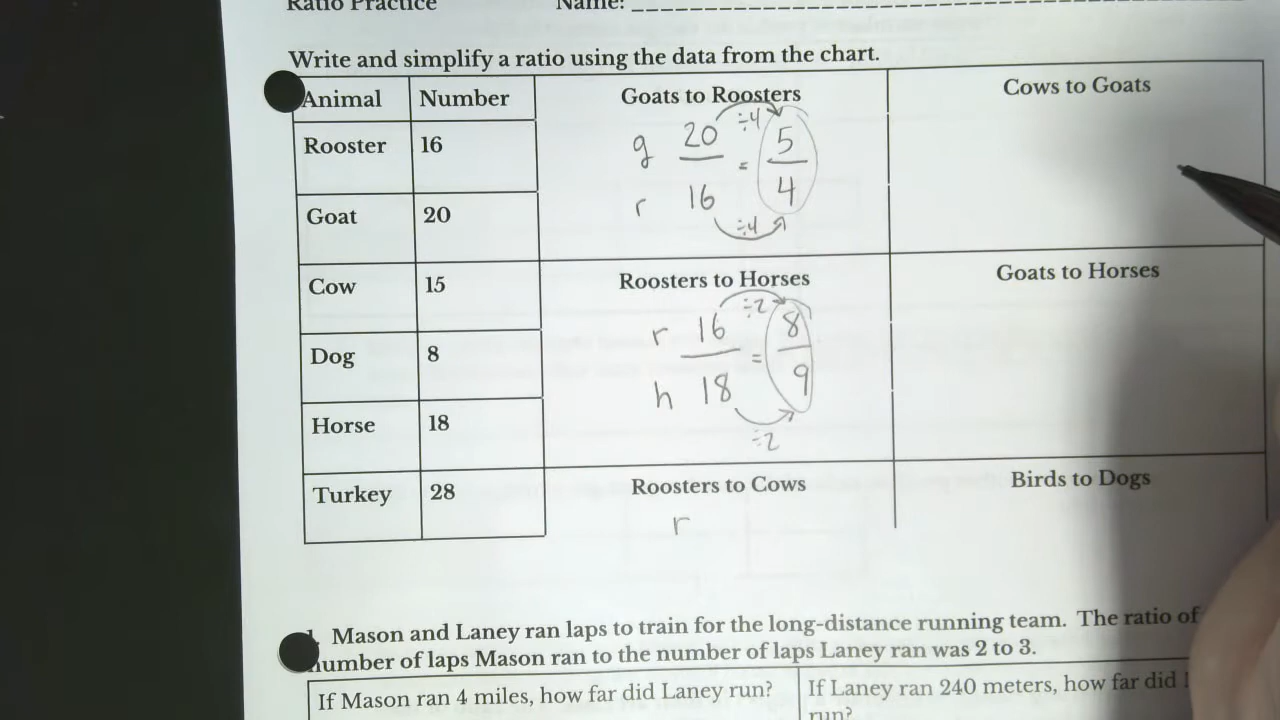 Ratio Practice Name:
Write and simplify a ratio using the data from the chart.
Animal Number
Rooster 16
Goat 20
Cow 15
Dog 8
Horse 18
Turkey 28
Goats to Roosters
g 20 ÷4 5
=
r 16 ÷4 4
Cows to Goats
Roosters to Horses
r 16 ÷2 8
=
h 18 ÷2 9
Goats to Horses
Roosters to Cows
r
Birds to Dogs
Mason and Laney ran laps to train for the long-distance running team. The ratio of
number of laps Mason ran to the number of laps Laney ran was 2 to 3.
If Mason ran 4 miles, how far did Laney run?
If Laney ran 240 meters, how far did
run?